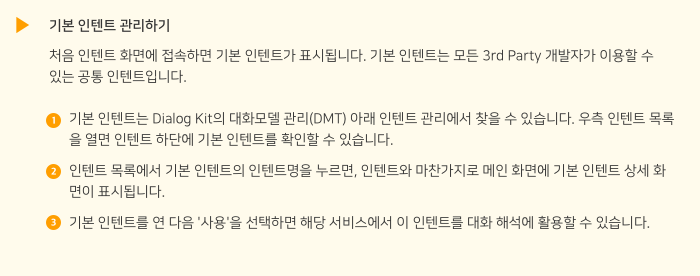 기본 인텐트 관리하기
처음 인텐트 화면에 접속하면 기본 인텐트가 표시됩니다. 기본 인텐트는 모든 3rd Party 개발자가 이용할 수
있는 공통 인텐트입니다.
1 기본 인텐트는 Dialog Kit의 대화모델 관리(DMT) 아래 인텐트 관리에서 찾을 수 있습니다. 우측 인텐트 목록
을 열면 인텐트 하단에 기본 인텐트를 확인할 수 있습니다.
2 인텐트 목록에서 기본 인텐트의 인텐트명을 누르면, 인텐트와 마찬가지로 메인 화면에 기본 인텐트 상세 화
면이 표시됩니다.
3 기본 인텐트를 연 다음 '사용'을 선택하면 해당 서비스에서 이 인텐트를 대화 해석에 활용할 수 있습니다.